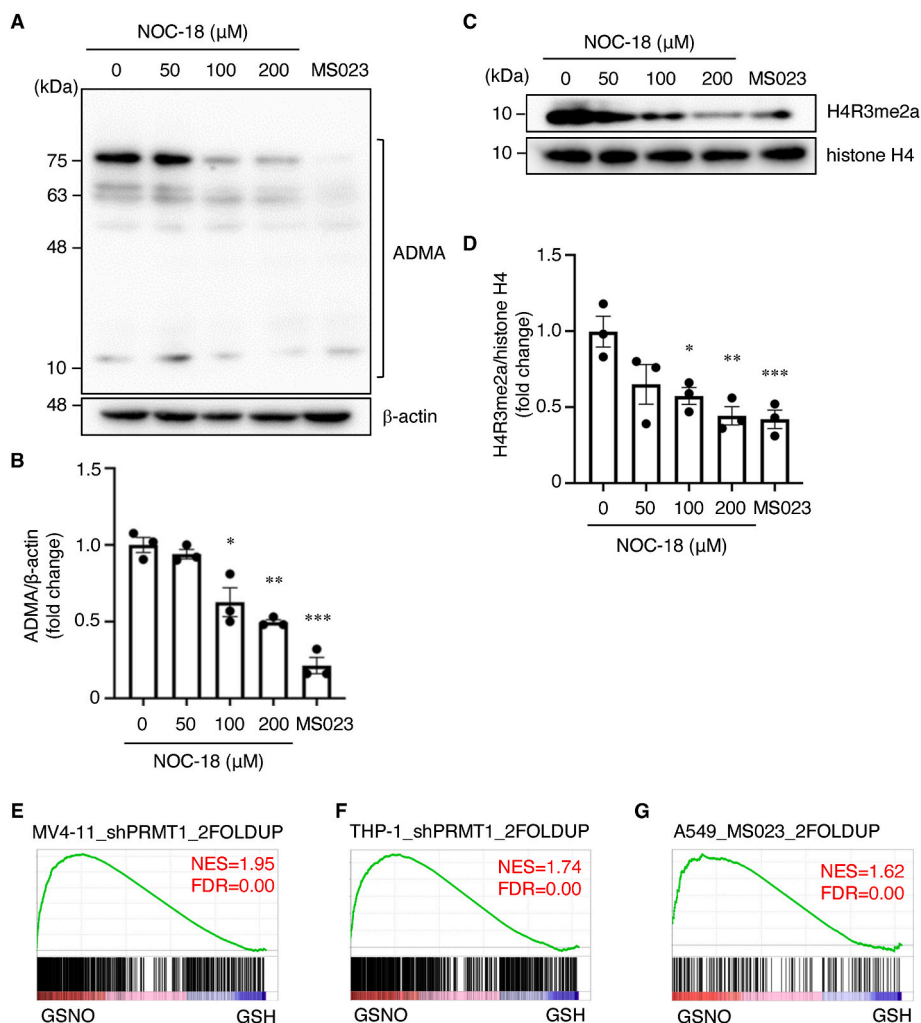 A
NOC-18 (μM)
0 50 100 200 MS023
(kDa)
75
63
48
10
ADMA
48
β-actin
B
1.5
1.0
0.5
0
ADMA/β-actin
(fold change)
*
**
***
0 50 100 200 MS023
NOC-18 (μM)
C
NOC-18 (μM)
(kDa) 0 50 100 200 MS023
10 H4R3me2a
10 histone H4
D
1.5
1.0
0.5
0
H4R3me2a/histone H4
(fold change)
*
**
***
0 50 100 200 MS023
NOC-18 (μM)
E
MV4-11_shPRMT1_2FOLDUP
NES=1.95
FDR=0.00
GSNO GSH
F
THP-1_shPRMT1_2FOLDUP
NES=1.74
FDR=0.00
GSNO GSH
G
A549_MS023_2FOLDUP
NES=1.62
FDR=0.00
GSNO GSH